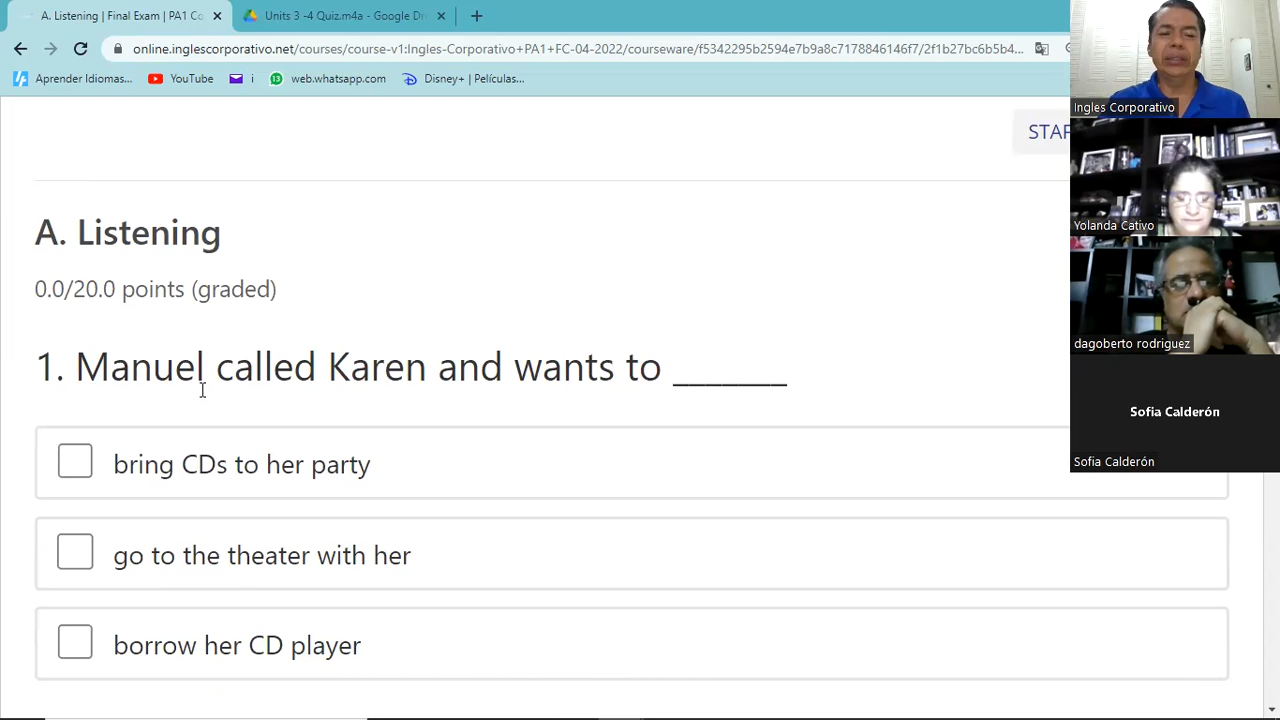 A. Listening | Final Exam | PA1 Co
Units 3 -4 Quiz.m4a - Google Dri
online.inglescorporativo.net/courses/course-v1:Ingles-Corporativo+PA1+FC-04-2022/courseware/f5342295b2594e7b9a8c7178846146f7/2f1b27bc6b5b4...
Aprender Idiomas...
YouTube
i
web.whatsapp.com
Disney+ | Películas...
STAF
A. Listening
0.0/20.0 points (graded)
1. Manuel called Karen and wants to _______
bring CDs to her party
go to the theater with her
borrow her CD player
Ingles Corporativo
Yolanda Cativo
dagoberto rodriguez
Sofia Calderón
Sofia Calderón